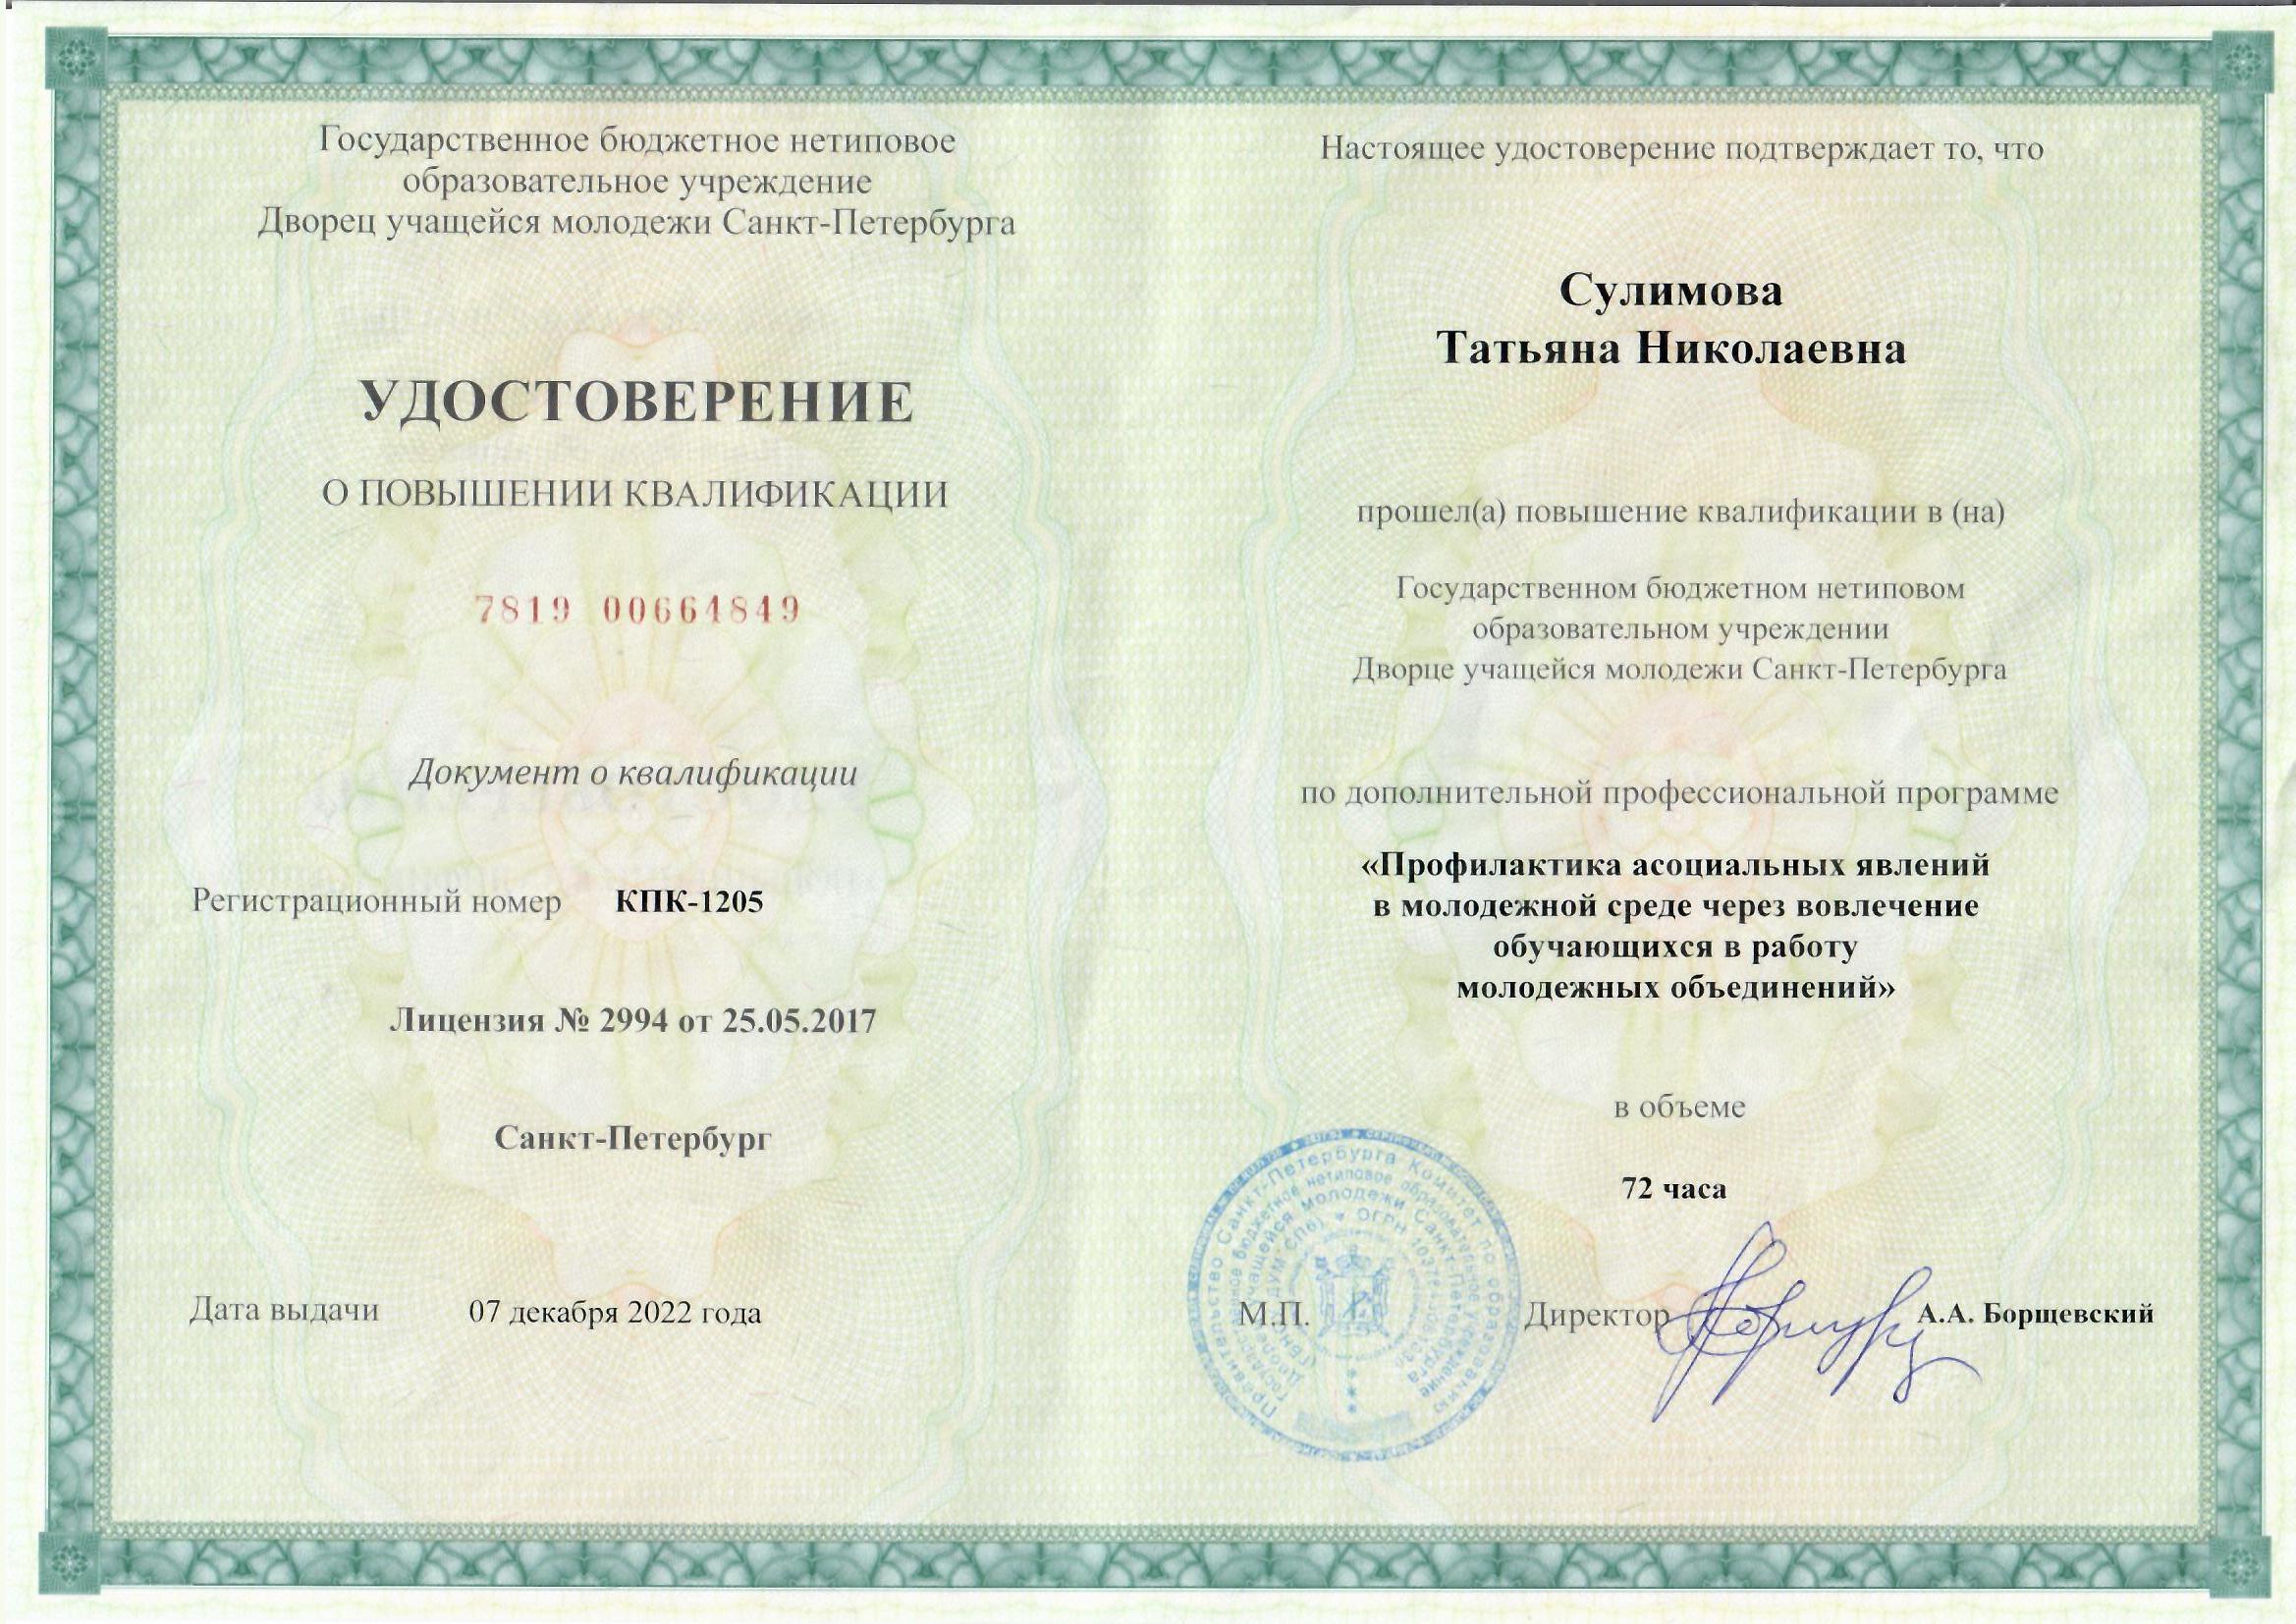 Государственное бюджетное нетиповое
образовательное учреждение
Дворец учащейся молодежи Санкт-Петербурга
УДОСТОВЕРЕНИЕ
О ПОВЫШЕНИИ КВАЛИФИКАЦИИ
7819 00664849
Документ о квалификации
Регистрационный номер КПК-1205
Лицензия № 2994 от 25.05.2017
Санкт-Петербург
Дата выдачи 07 декабря 2022 года
Настоящее удостоверение подтверждает то, что
Сулимова
Татьяна Николаевна
прошел(а) повышение квалификации в (на)
Государственном бюджетном нетиповом
образовательном учреждении
Дворце учащейся молодежи Санкт-Петербурга
по дополнительной профессиональной программе
«Профилактика асоциальных явлений
в молодежной среде через вовлечение
обучающихся в работу
молодежных объединений»
в объеме
72 часа
М.П. Директор А.А. Борщевский
Правительство Санкт-Петербурга Комитет по образованию
бюджетное нетиповое образовательное учреждение
учащейся молодежи Санкт-Петербурга
ДУМ СПб) ОГРН